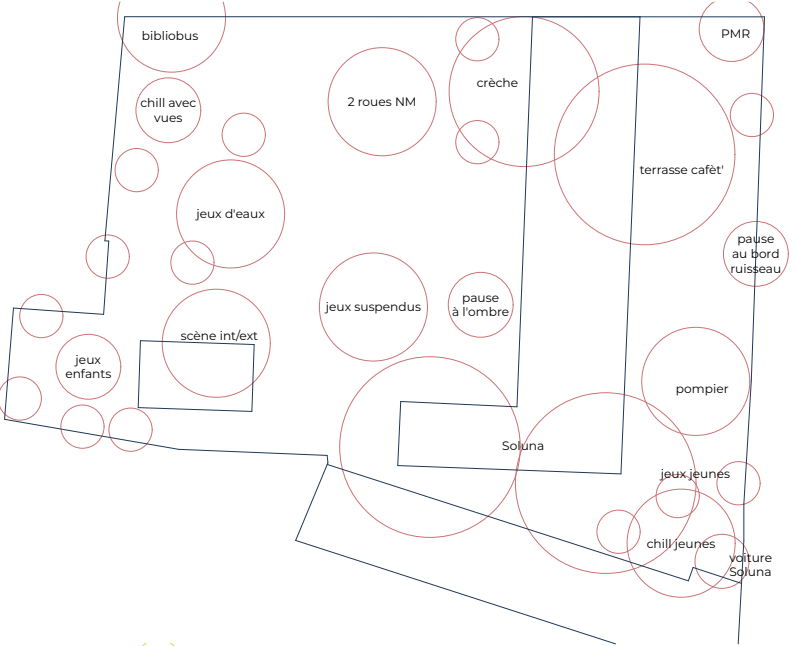 bibliobus
PMR
crèche
chill avec
vues
2 roues NM
terrasse cafèt'
jeux d'eaux
pause
au bord
ruisseau
jeux suspendus
pause
à l'ombre
scène int/ext
jeux
enfants
pompier
Soluna
jeux jeunes
chill jeunes
voiture
Soluna